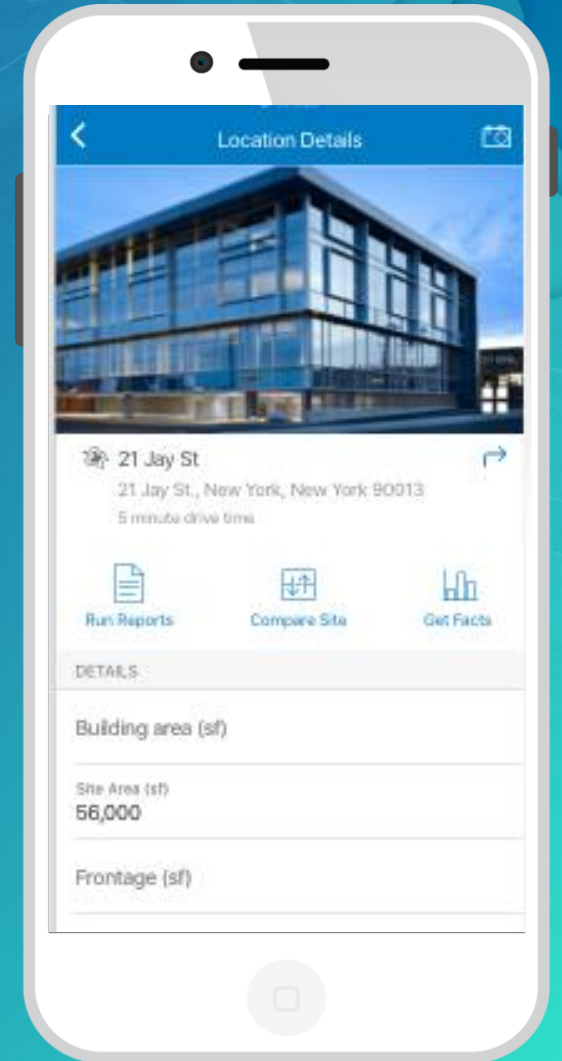 Location Details
21 Jay St
21 Jay St., New York, New York 90013
5 minute drive time
Run Reports
Compare Site
Get Facts
DETAILS
Building area (sf)
Site Area (sf)
56,000
Frontage (sf)